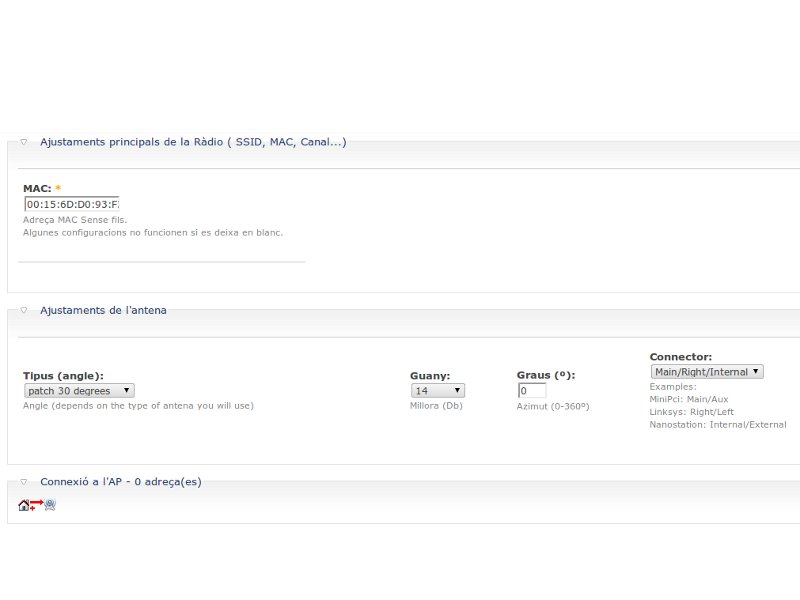 Ajustaments principals de la Ràdio ( SSID, MAC, Canal...)
MAC: *
00:15:6D:D0:93:F
Adreça MAC Sense fils.
Algunes configuracions no funcionen si es deixa en blanc.
Ajustaments de l'antena
Tipus (angle):
patch 30 degrees
Angle (depends on the type of antena you will use)
Guany:
14
Millora (Db)
Graus (º):
0
Azimut (0-360º)
Connector:
Main/Right/Internal
Examples:
MiniPci: Main/Aux
Linksys: Right/Left
Nanostation: Internal/External
Connexió a l'AP - 0 adreça(es)